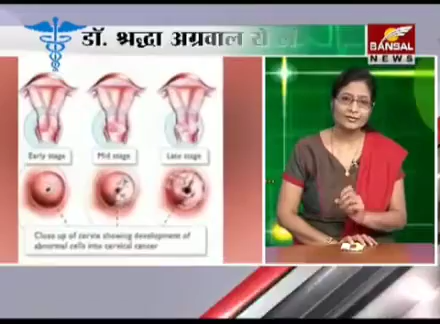 डॉ. श्रद्धा अग्रवाल से
BANSAL
NEWS
Early stage
Mid stage
Late stage
Close up of cervix showing development of
abnormal cells into cervical cancer